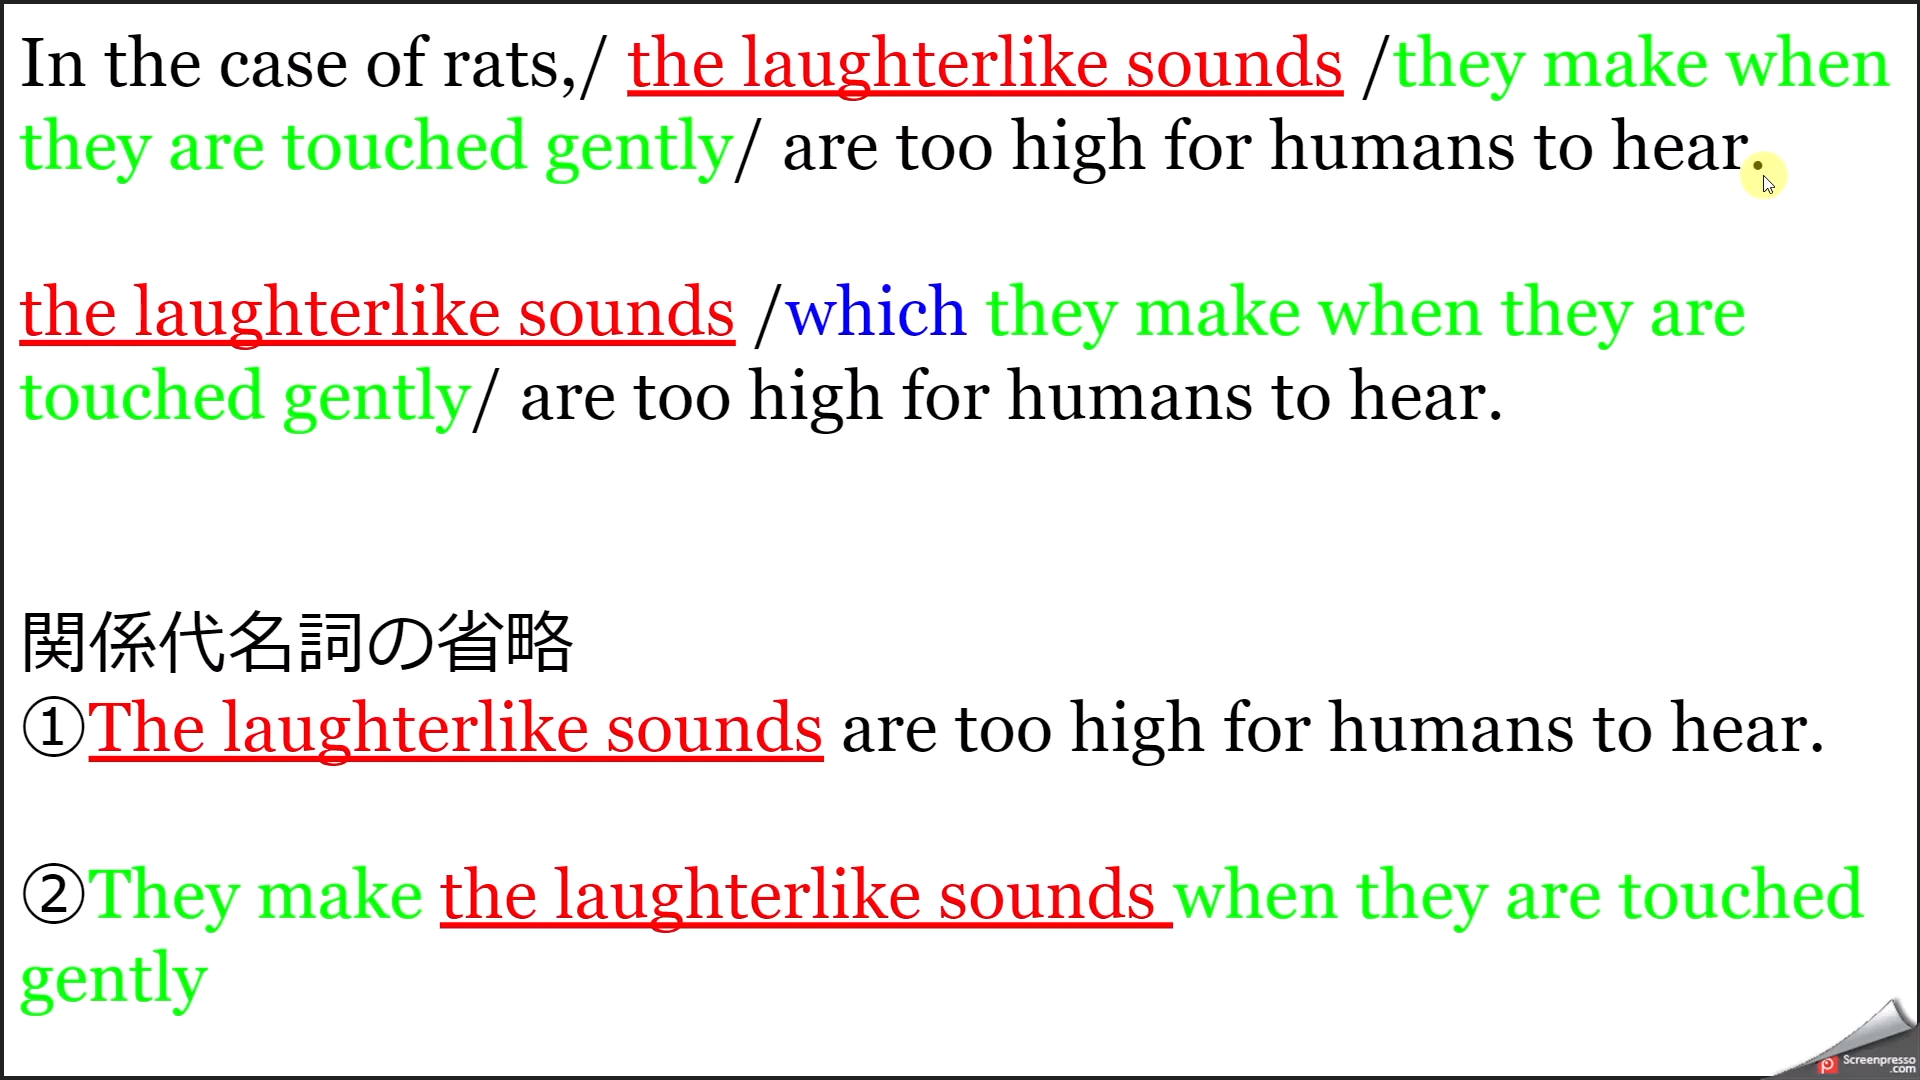 In the case of rats,/ the laughterlike sounds /they make when
they are touched gently/ are too high for humans to hear.
the laughterlike sounds /which they make when they are
touched gently/ are too high for humans to hear.
関係代名詞の省略
①The laughterlike sounds are too high for humans to hear.
②They make the laughterlike sounds when they are touched
gently
Screenpresso
.com